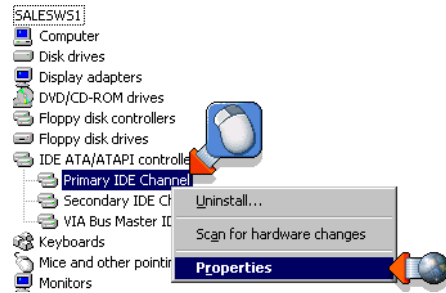 SALESWS1
Computer
Disk drives
Display adapters
DVD/CD-ROM drives
Floppy disk controllers
Floppy disk drives
IDE ATA/ATAPI controlle
Primary IDE Channel
Secondary IDE Ch
Uninstall...
VIA Bus Master ID
Scan for hardware changes
Keyboards
Mice and other pointin
Properties
Monitors